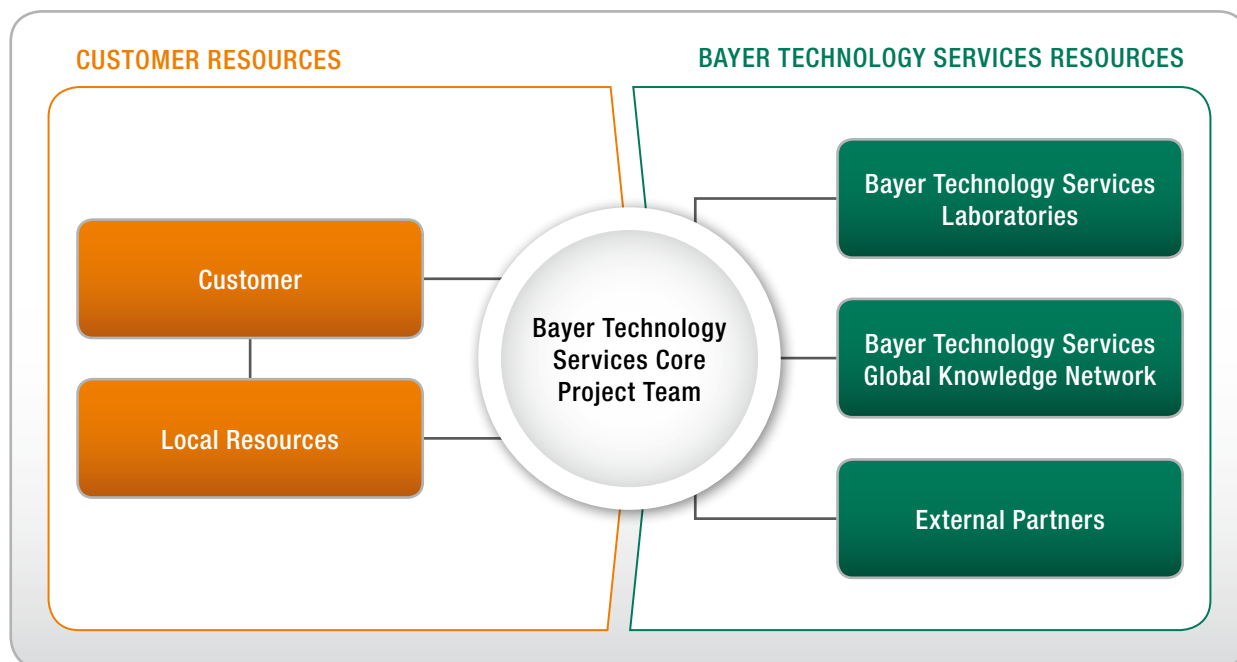 CUSTOMER RESOURCES
BAYER TECHNOLOGY SERVICES RESOURCES
Customer
Local Resources
Bayer Technology
Services Core
Project Team
Bayer Technology Services
Laboratories
Bayer Technology Services
Global Knowledge Network
External Partners